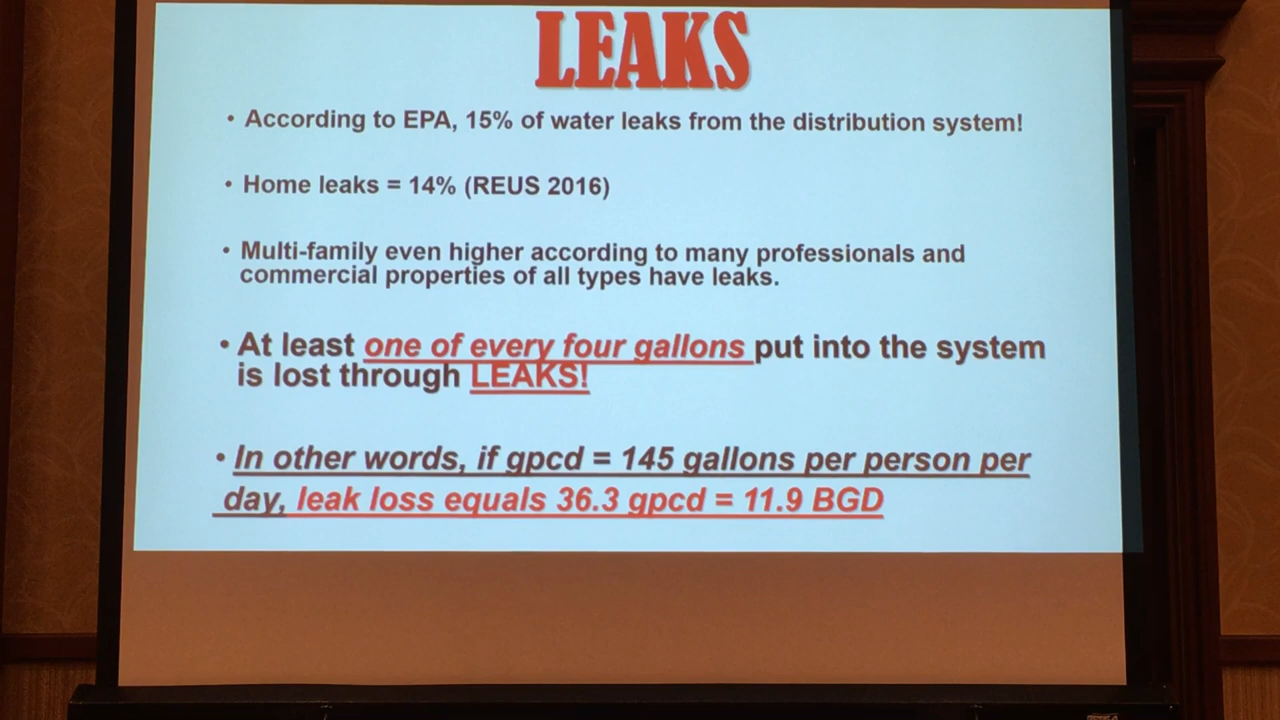 LEAKS
• According to EPA, 15% of water leaks from the distribution system!
• Home leaks = 14% (REUS 2016)
• Multi-family even higher according to many professionals and
commercial properties of all types have leaks.
• At least one of every four gallons put into the system
is lost through LEAKS!
• In other words, if gpcd = 145 gallons per person per
day, leak loss equals 36.3 gpcd = 11.9 BGD